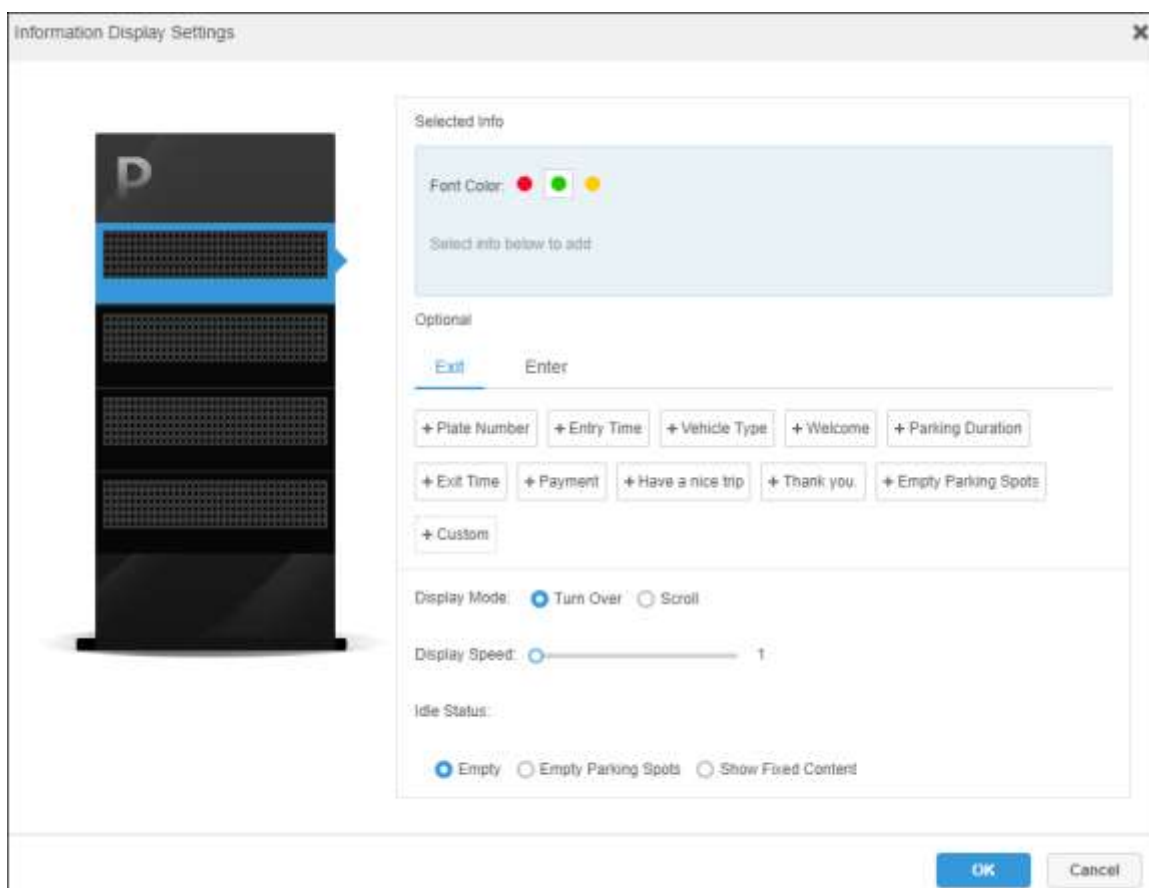 Information Display Settings
P
Selected Info
Font Color:
Select info below to add
Optional
Exit Enter
+ Plate Number + Entry Time + Vehicle Type + Welcome + Parking Duration
+ Exit Time + Payment + Have a nice trip + Thank you. + Empty Parking Spots
+ Custom
Display Mode: Turn Over Scroll
Display Speed: 1
Idle Status:
Empty Empty Parking Spots Show Fixed Content
OK Cancel